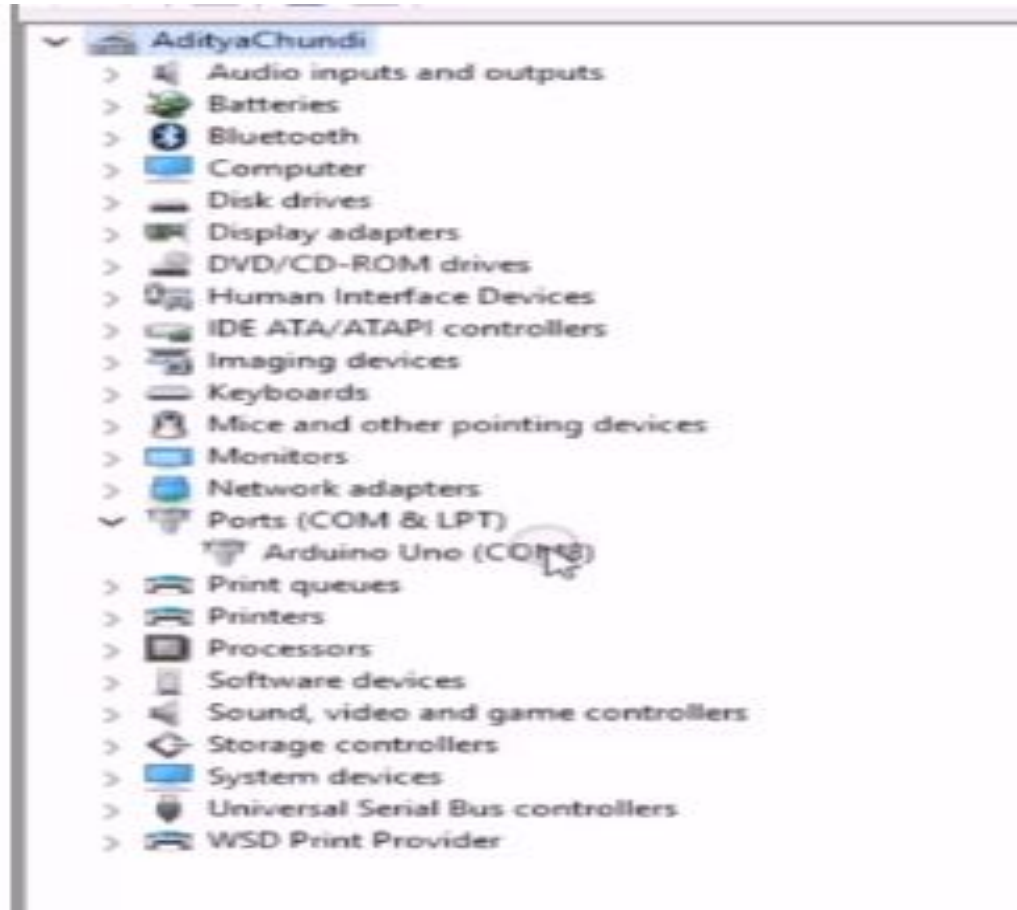 AdityaChundi
Audio inputs and outputs
Batteries
Bluetooth
Computer
Disk drives
Display adapters
DVD/CD-ROM drives
Human Interface Devices
IDE ATA/ATAPI controllers
Imaging devices
Keyboards
Mice and other pointing devices
Monitors
Network adapters
Ports (COM & LPT)
Arduino Uno
Print queues
Printers
Processors
Software devices
Sound, video and game controllers
Storage controllers
System devices
Universal Serial Bus controllers
WSD Print Provider